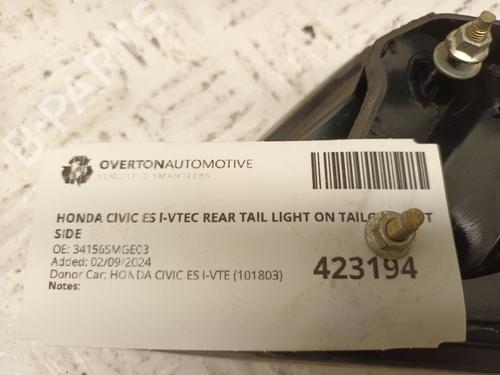 B-PARTS
OVERTONAUTOMOTIVE
VEHICLE DISMANTLERS
HONDA CIVIC ES I-VTEC REAR TAIL LIGHT ON
SIDE
OE: 34156SMGE03
Added: 02/09/2024
Donor Car: HONDA CIVIC ES I-VTE (101803)
Notes:
423194